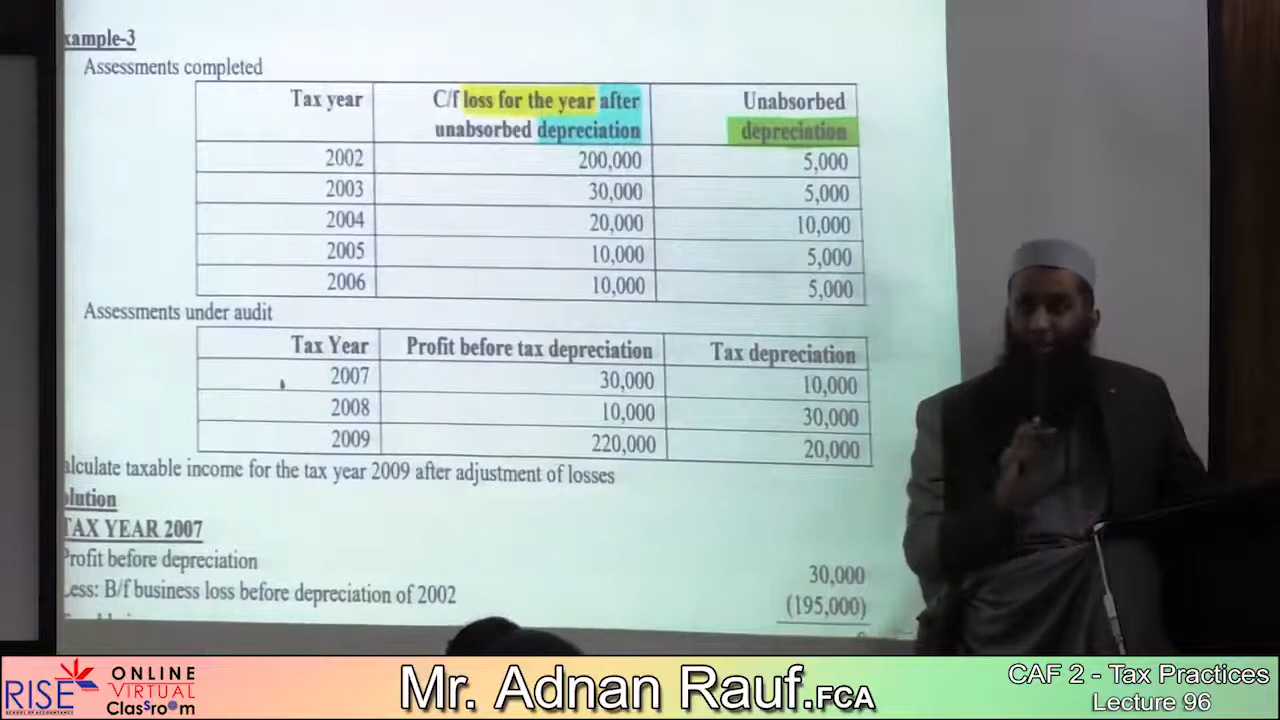 xample-3
Assessments completed
Tax year C/f loss for the year after unabsorbed depreciation Unabsorbed depreciation
2002 200,000 5,000
2003 30,000 5,000
2004 20,000 10,000
2005 10,000 5,000
2006 10,000 5,000
Assessments under audit
Tax Year Profit before tax depreciation Tax depreciation
2007 30,000 10,000
2008 10,000 30,000
2009 220,000 20,000
alculate taxable income for the tax year 2009 after adjustment of losses
olution
TAX YEAR 2007
Profit before depreciation 30,000
Less: B/f business loss before depreciation of 2002 (195,000)
RISE ONLINE VIRTUAL Classroom
Mr. Adnan Rauf.FCA
CAF 2 - Tax Practices
Lecture 96